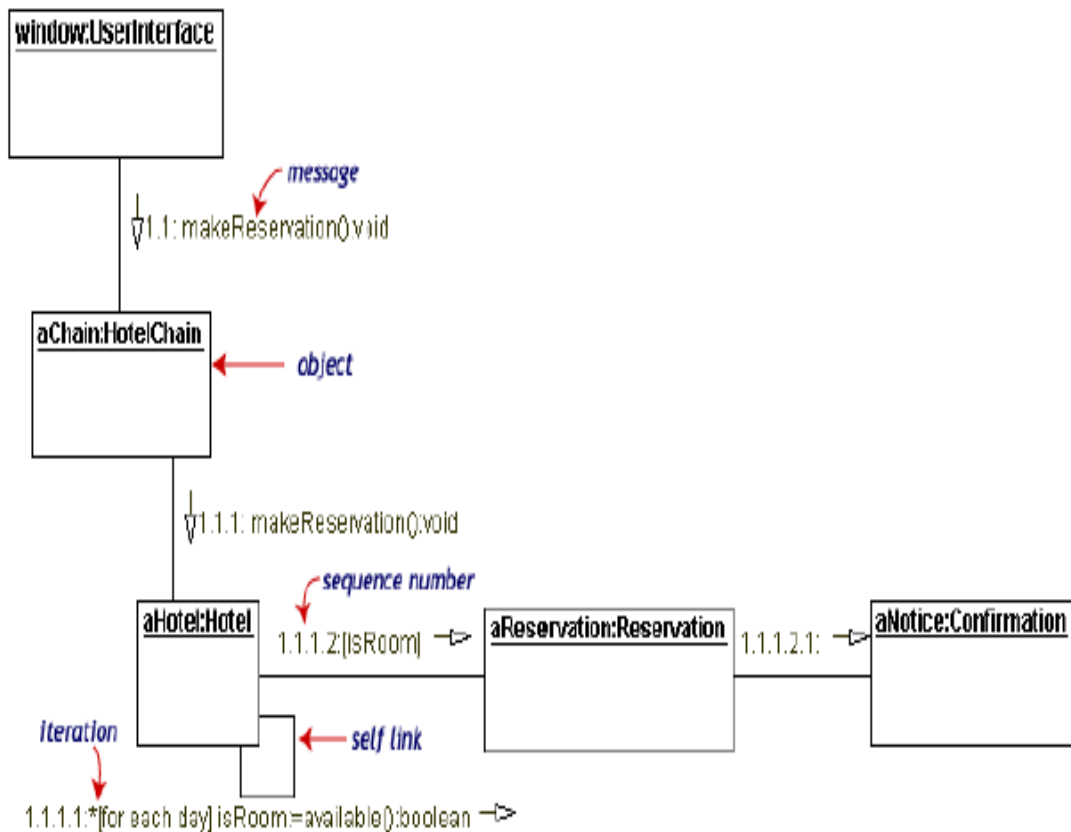 window:UserInterface
message
1.1: makeReservation():void
aChain:HotelChain
object
1.1.1: makeReservation():void
sequence number
aHotel:Hotel
1.1.1.2:[isRoom]
aReservation:Reservation
1.1.1.2.1:
aNotice:Confirmation
iteration
self link
1.1.1.1:*[for each day] isRoom:=available():boolean